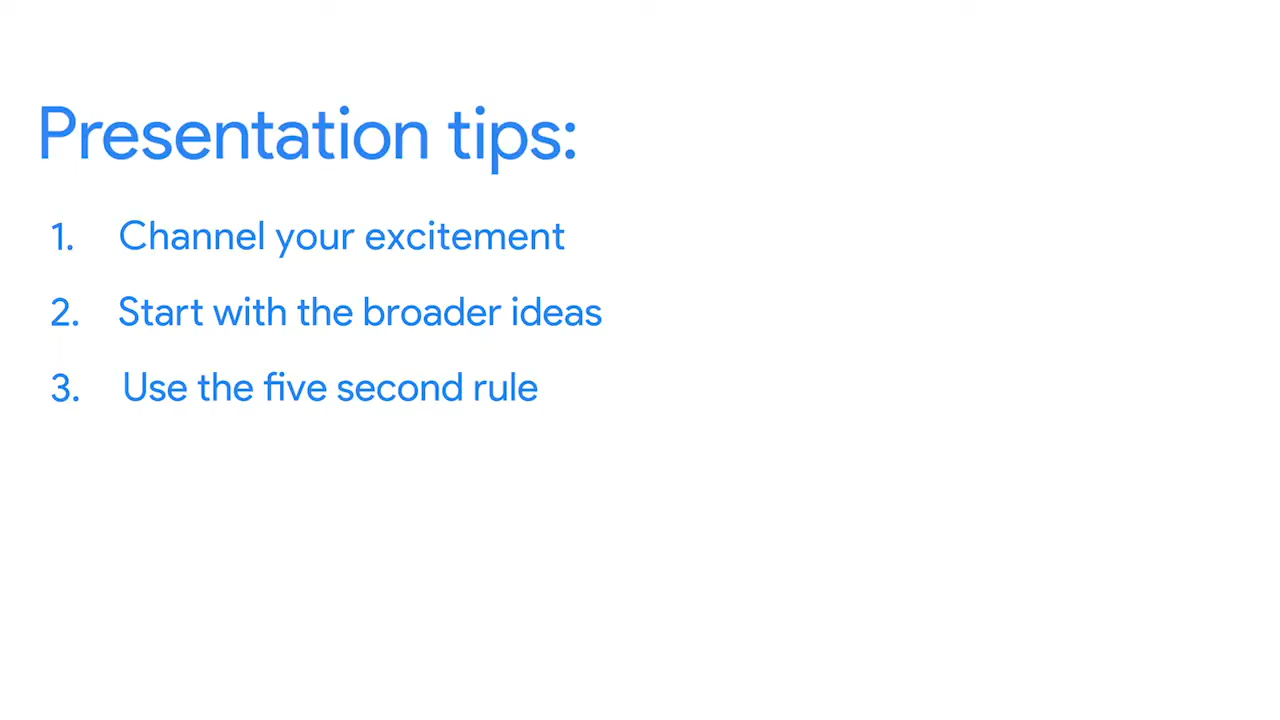 Presentation tips:
1. Channel your excitement
2. Start with the broader ideas
3. Use the five second rule